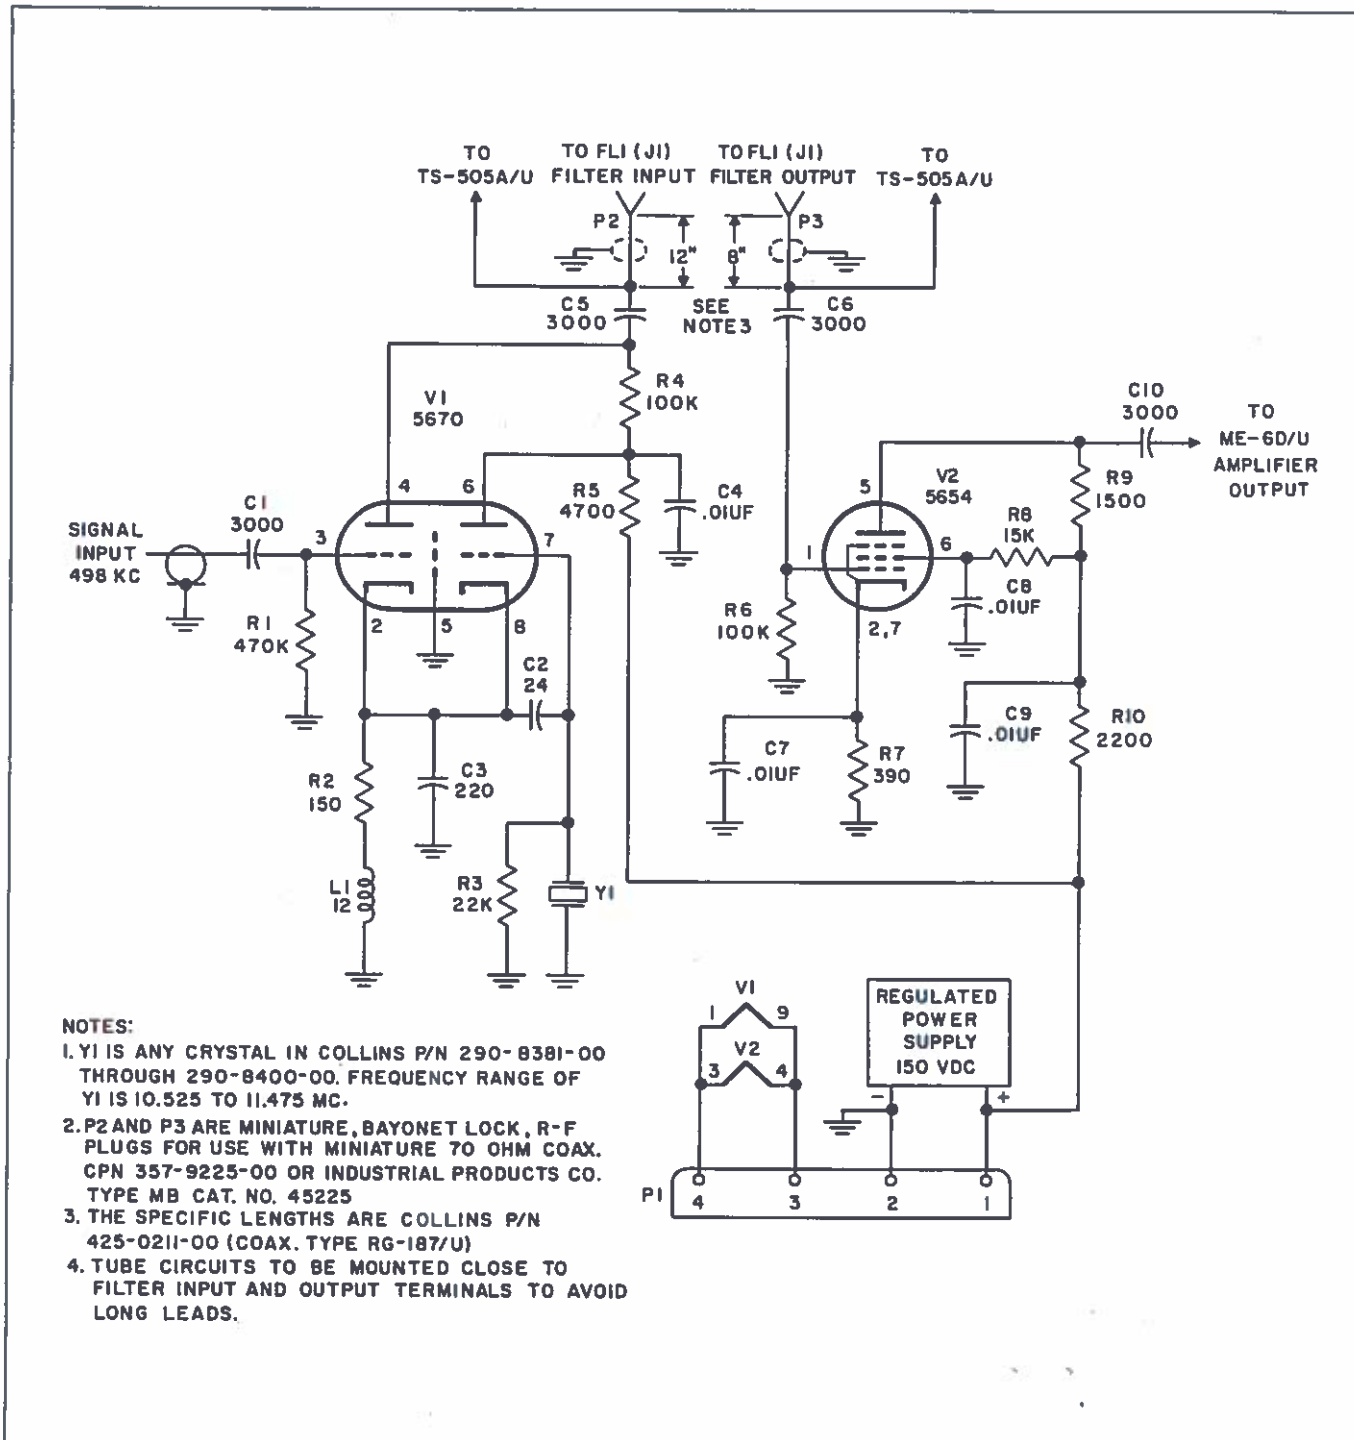 TO
TS-505A/U
TO FL1 (J1)
FILTER INPUT
TO FL1 (J1)
FILTER OUTPUT
TO
TS-505A/U
P2
12"
8"
P3
C5
3000
SEE
NOTE 3
C6
3000
V1
5670
R4
100K
C10
3000
TO
ME-6D/U
AMPLIFIER
OUTPUT
4
6
R5
4700
C4
.01UF
5
V2
5654
R9
1500
SIGNAL
INPUT
498 KC
C1
3000
3
7
1
6
R8
15K
C8
.01UF
R1
470K
2
5
8
R6
100K
2,7
C2
24
C9
.01UF
R10
2200
R2
150
C3
220
C7
.01UF
R7
390
L1
12
R3
22K
Y1
V1
1
9
V2
3
4
REGULATED
POWER
SUPPLY
150 VDC
-
+
P1
4
3
2
1
NOTES:
1. Y1 IS ANY CRYSTAL IN COLLINS P/N 290-8381-00
THROUGH 290-8400-00. FREQUENCY RANGE OF
Y1 IS 10.525 TO 11.475 MC.
2. P2 AND P3 ARE MINIATURE, BAYONET LOCK, R-F
PLUGS FOR USE WITH MINIATURE 70 OHM COAX.
CPN 357-9225-00 OR INDUSTRIAL PRODUCTS CO.
TYPE MB CAT. NO. 45225
3. THE SPECIFIC LENGTHS ARE COLLINS P/N
425-0211-00 (COAX. TYPE RG-187/U)
4. TUBE CIRCUITS TO BE MOUNTED CLOSE TO
FILTER INPUT AND OUTPUT TERMINALS TO AVOID
LONG LEADS.